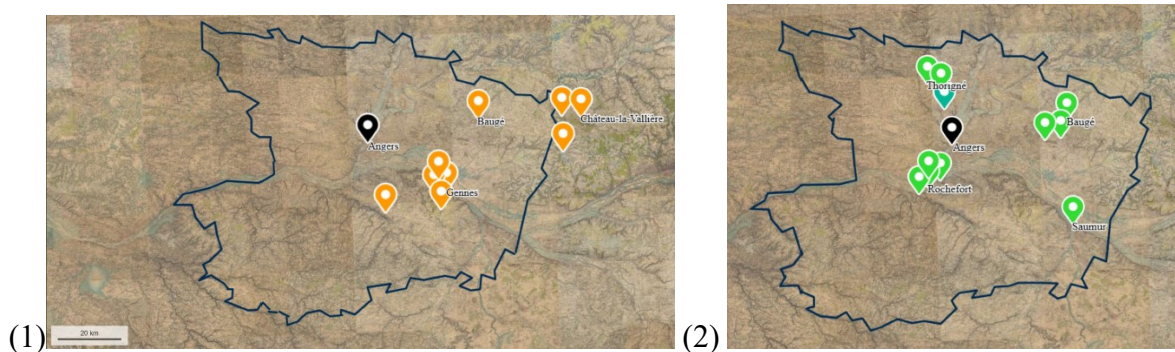 Baugé
Château-la-Vallière
Angers
Gennes
20 km
(1)
Thorigné
Baugé
Angers
Rochefort
Saumur
(2)